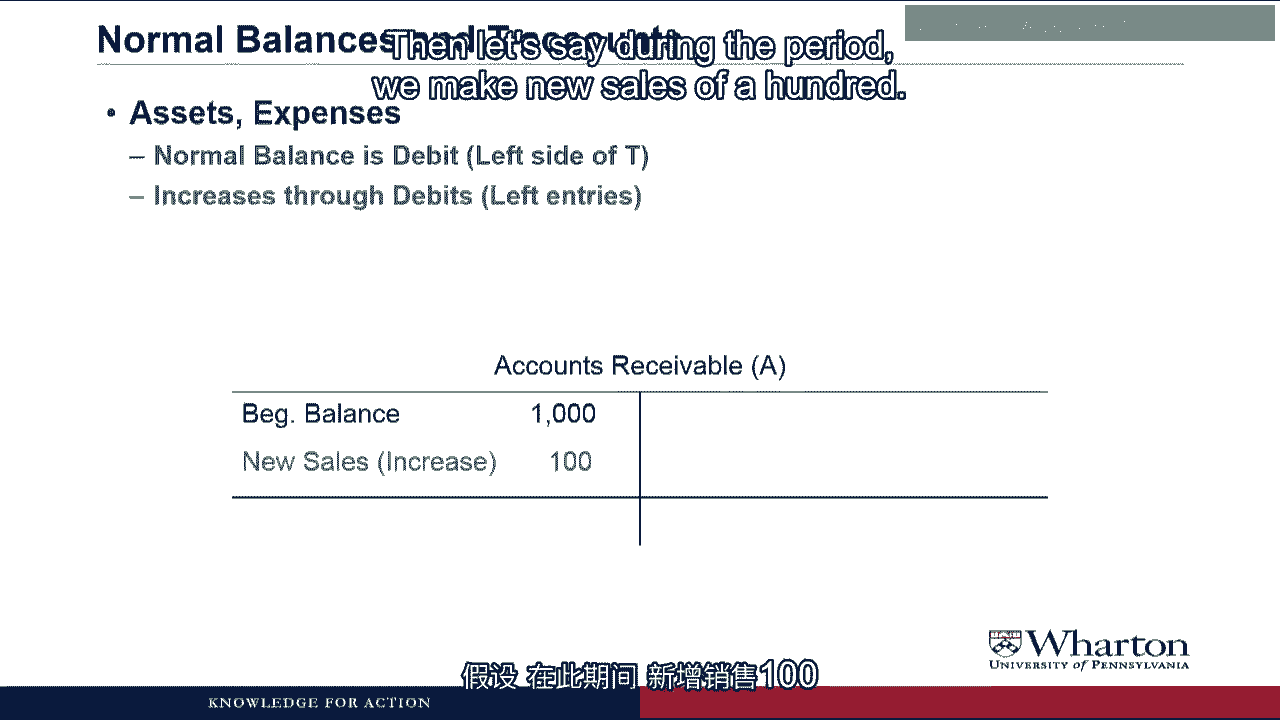 Normal Balances and T-accounts
Then let's say during the period,
we make new sales of a hundred.
• Assets, Expenses
– Normal Balance is Debit (Left side of T)
– Increases through Debits (Left entries)
Accounts Receivable (A)
Beg. Balance 1,000
New Sales (Increase) 100
Wharton
UNIVERSITY of PENNSYLVANIA
假设 在此期间 新增销售100
KNOWLEDGE FOR ACTION